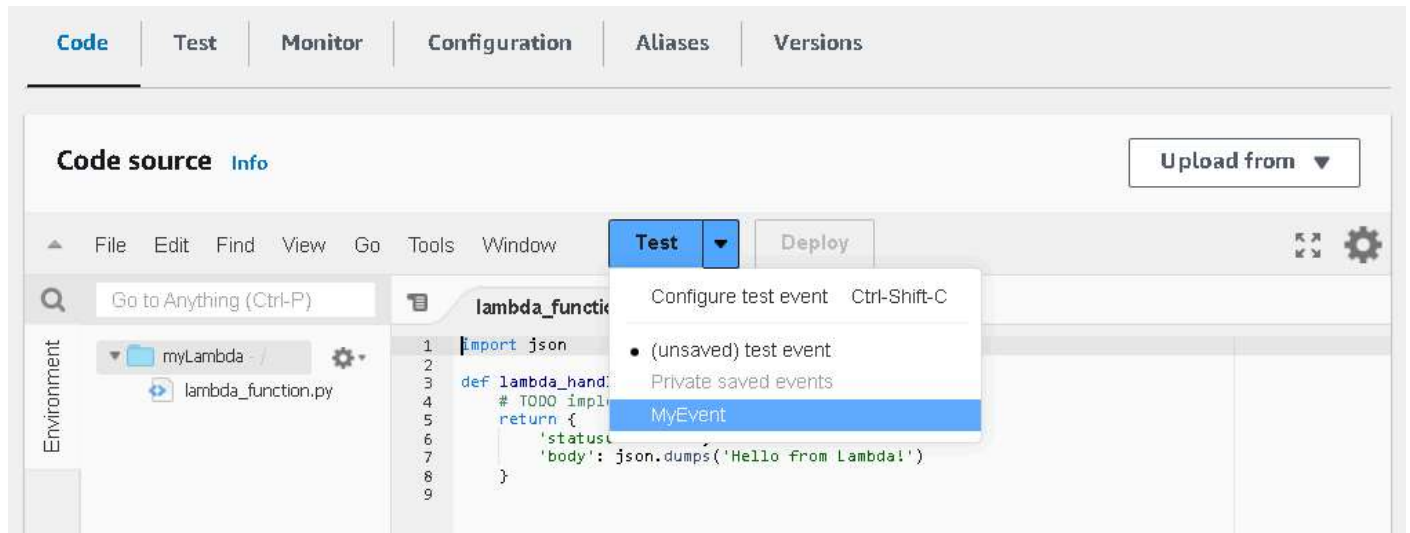 Code Test Monitor Configuration Aliases Versions
Code source Info
Upload from
File Edit Find View Go Tools Window Test Deploy
Go to Anything (Ctrl-P)
lambda_functi
Configure test event Ctrl-Shift-C
Environment
myLambda - /
lambda_function.py
(unsaved) test event
Private saved events
MyEvent
1 import json
2
3 def lambda_hand
4 # TODO impl
5 return {
6 'status
7 'body': json.dumps('Hello from Lambda!')
8 }
9